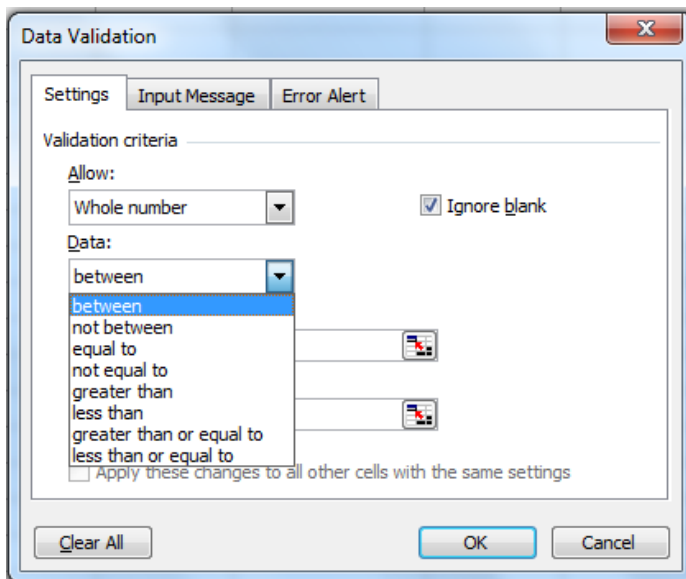 Data Validation
Settings Input Message Error Alert
Validation criteria
Allow:
Whole number Ignore blank
Data:
between
between
not between
equal to
not equal to
greater than
less than
greater than or equal to
less than or equal to
Apply these changes to all other cells with the same settings
Clear All OK Cancel